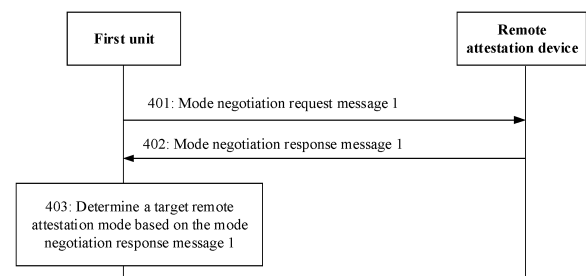 First unit
Remote
attestation device
401: Mode negotiation request message 1
402: Mode negotiation response message 1
403: Determine a target remote
attestation mode based on the mode
negotiation response message 1